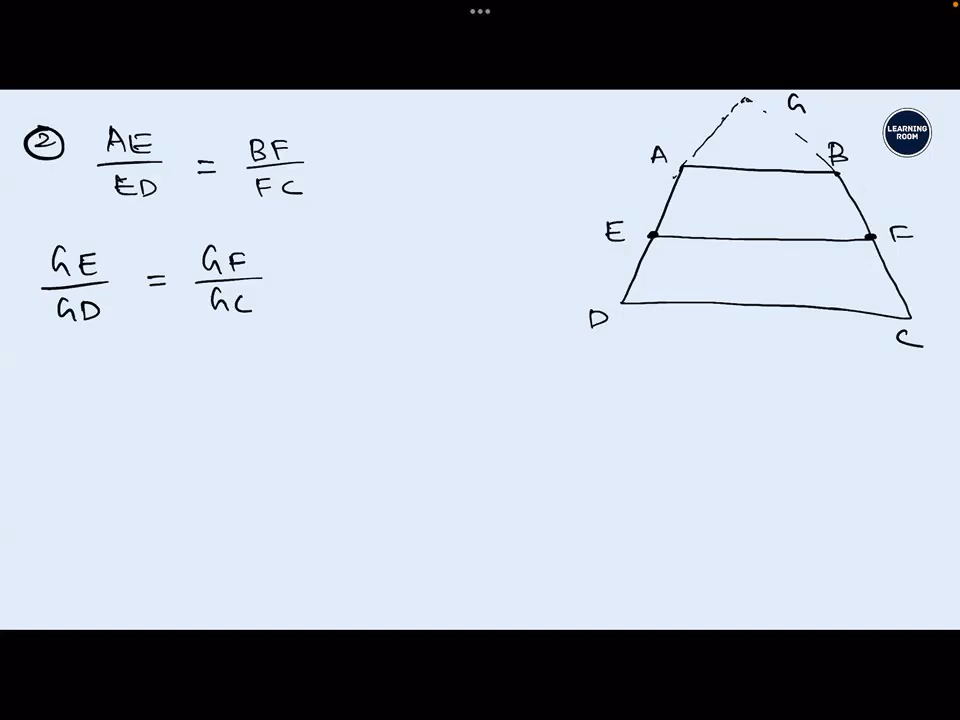 ② AE/ED = BF/FC
GE/GD = GF/GC
G
A
B
LEARNING
ROOM
E
F
D
C